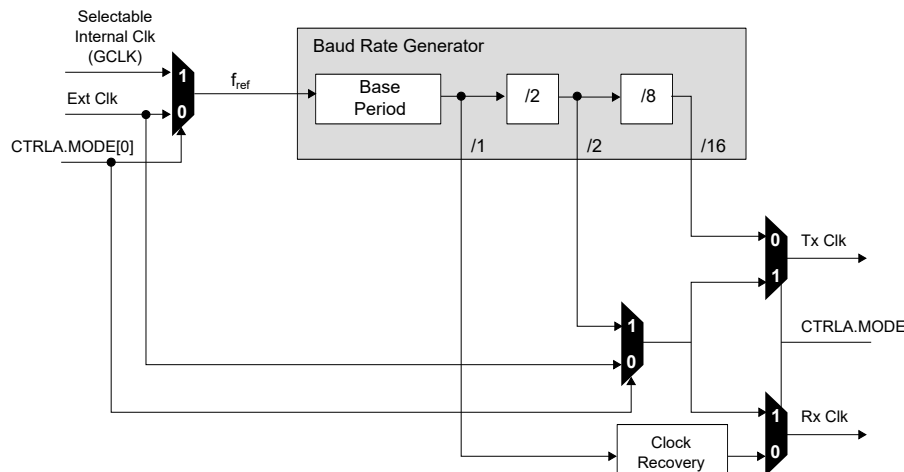 Selectable
Internal Clk
(GCLK)
Ext Clk
CTRLA.MODE[0]
1
0
fref
Baud Rate Generator
Base
Period
/2
/8
/1
/2
/16
0
1
Tx Clk
1
0
CTRLA.MODE
1
0
Rx Clk
Clock
Recovery